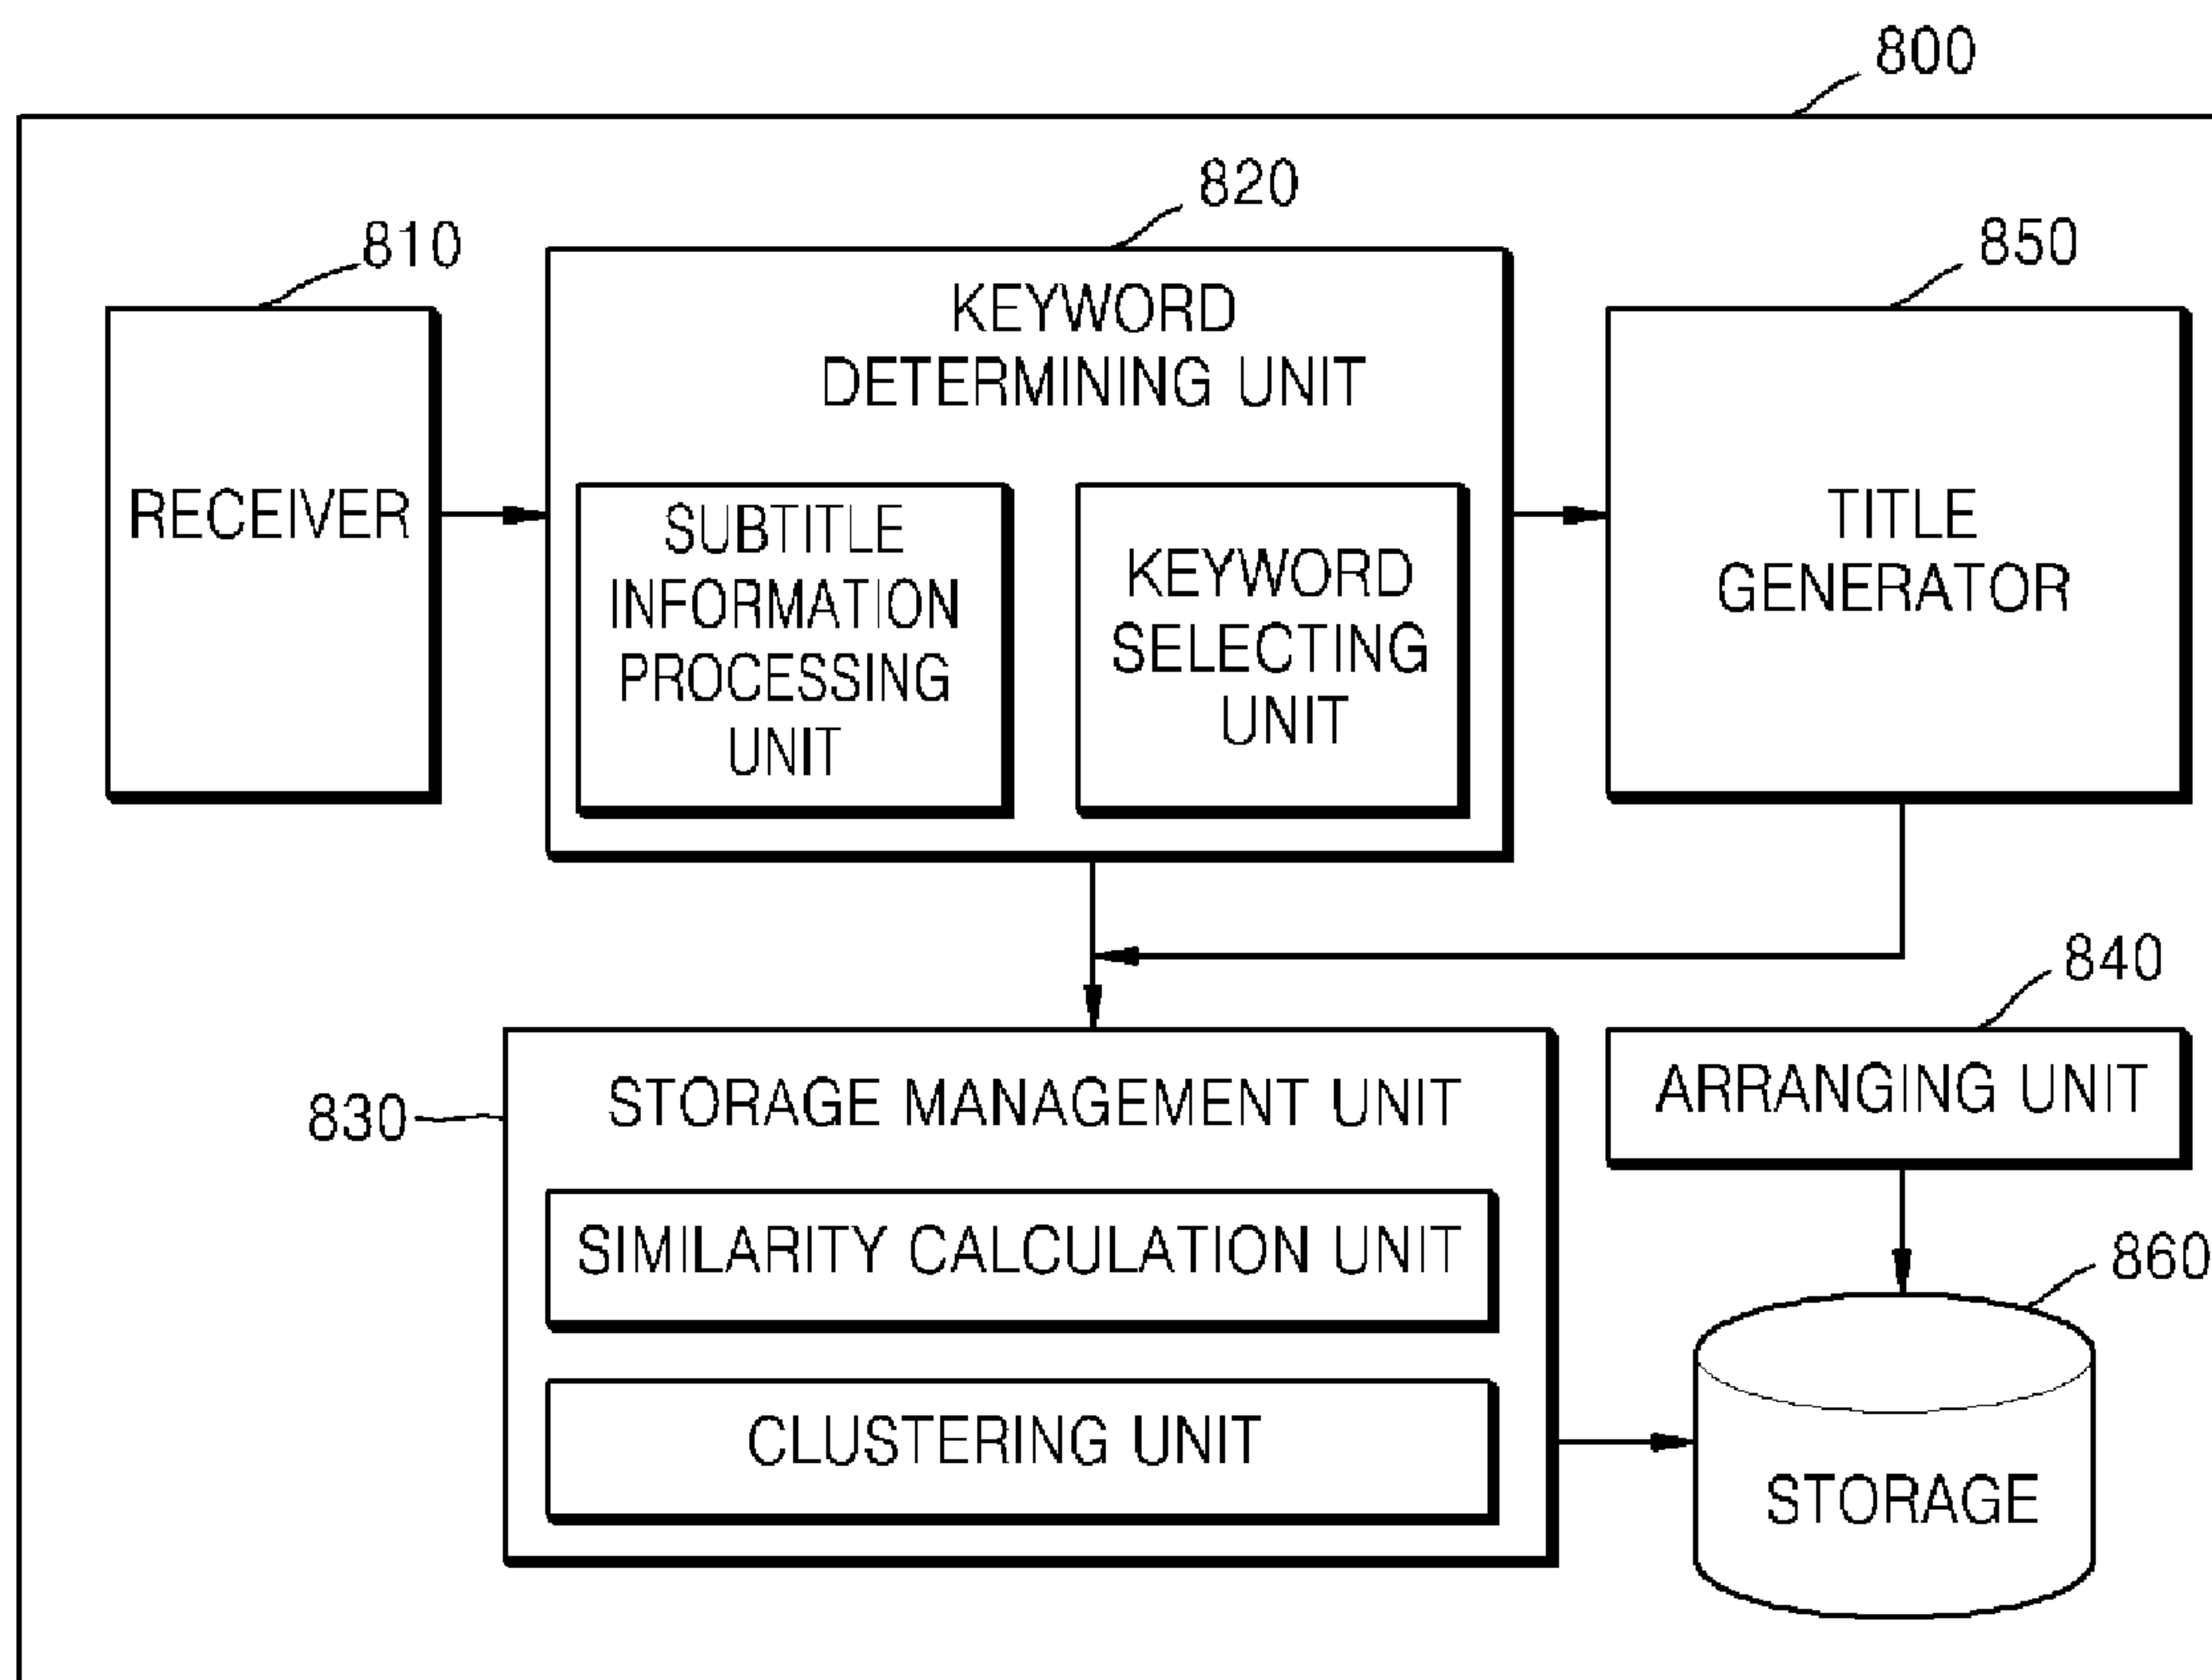 800
820
810
850
KEYWORD
DETERMINING UNIT
RECEIVER
SUBTITLE
INFORMATION
PROCESSING
UNIT
KEYWORD
SELECTING
UNIT
TITLE
GENERATOR
840
830
STORAGE MANAGEMENT UNIT
ARRANGING UNIT
SIMILARITY CALCULATION UNIT
860
CLUSTERING UNIT
STORAGE